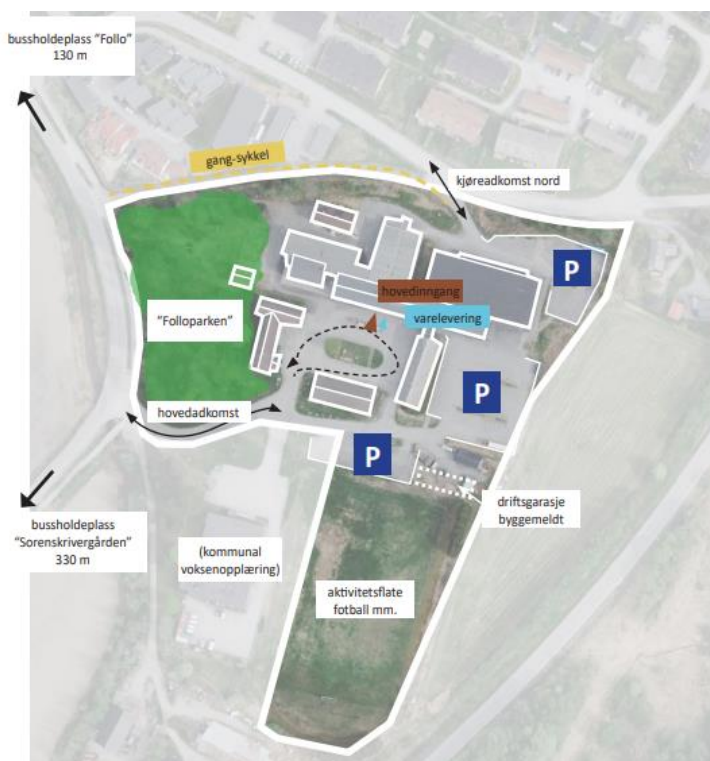 bussholdeplass "Follo"
130 m
gang-sykkel
kjøreadkomst nord
P
hovedinngang
varelevering
"Folloparken"
P
hovedadkomst
P
driftsgarasje
byggemeldt
bussholdeplass
"Sorenskrivergården"
330 m
(kommunal
voksenopplæring)
aktivitetsflate
fotball mm.